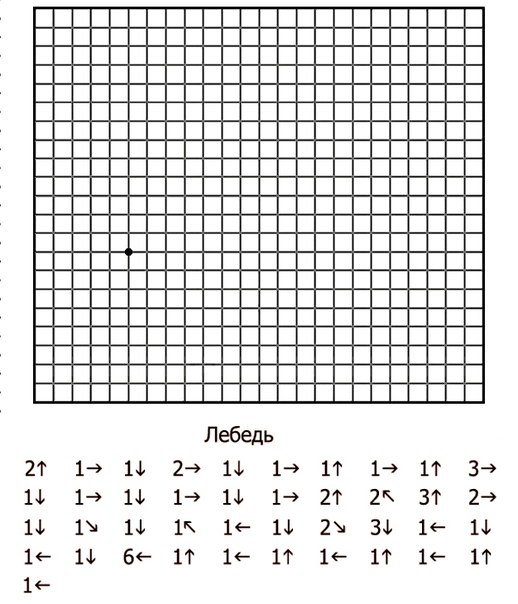 Лебедь
2↑ 1→ 1↓ 2→ 1↓ 1→ 1↑ 1→ 1↑ 3→
1↓ 1→ 1↓ 1→ 1↓ 1→ 2↑ 2↖ 3↑ 2→
1↓ 1↘ 1↓ 1↖ 1← 1↓ 2↘ 3↓ 1← 1↓
1← 1↓ 6← 1↑ 1← 1↑ 1← 1↑ 1← 1↑
1←